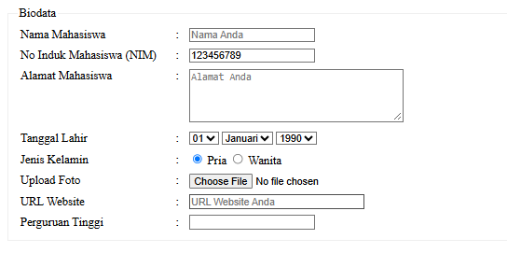 Biodata
Nama Mahasiswa : Nama Anda
No Induk Mahasiswa (NIM) : 123456789
Alamat Mahasiswa : Alamat Anda
Tanggal Lahir : 01 Januari 1990
Jenis Kelamin : Pria Wanita
Upload Foto : Choose File No file chosen
URL Website : URL Website Anda
Perguruan Tinggi :